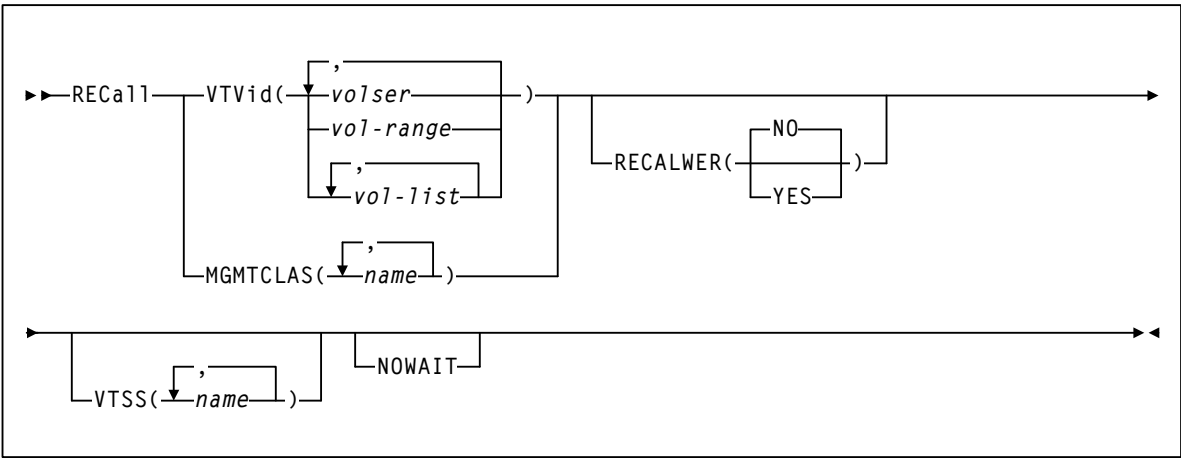 ,
RECall VTVid( volser )
vol-range
NO
,
RECALWER( )
vol-list
YES
,
MGMTCLAS( name )
NOWAIT
,
VTSS( name )